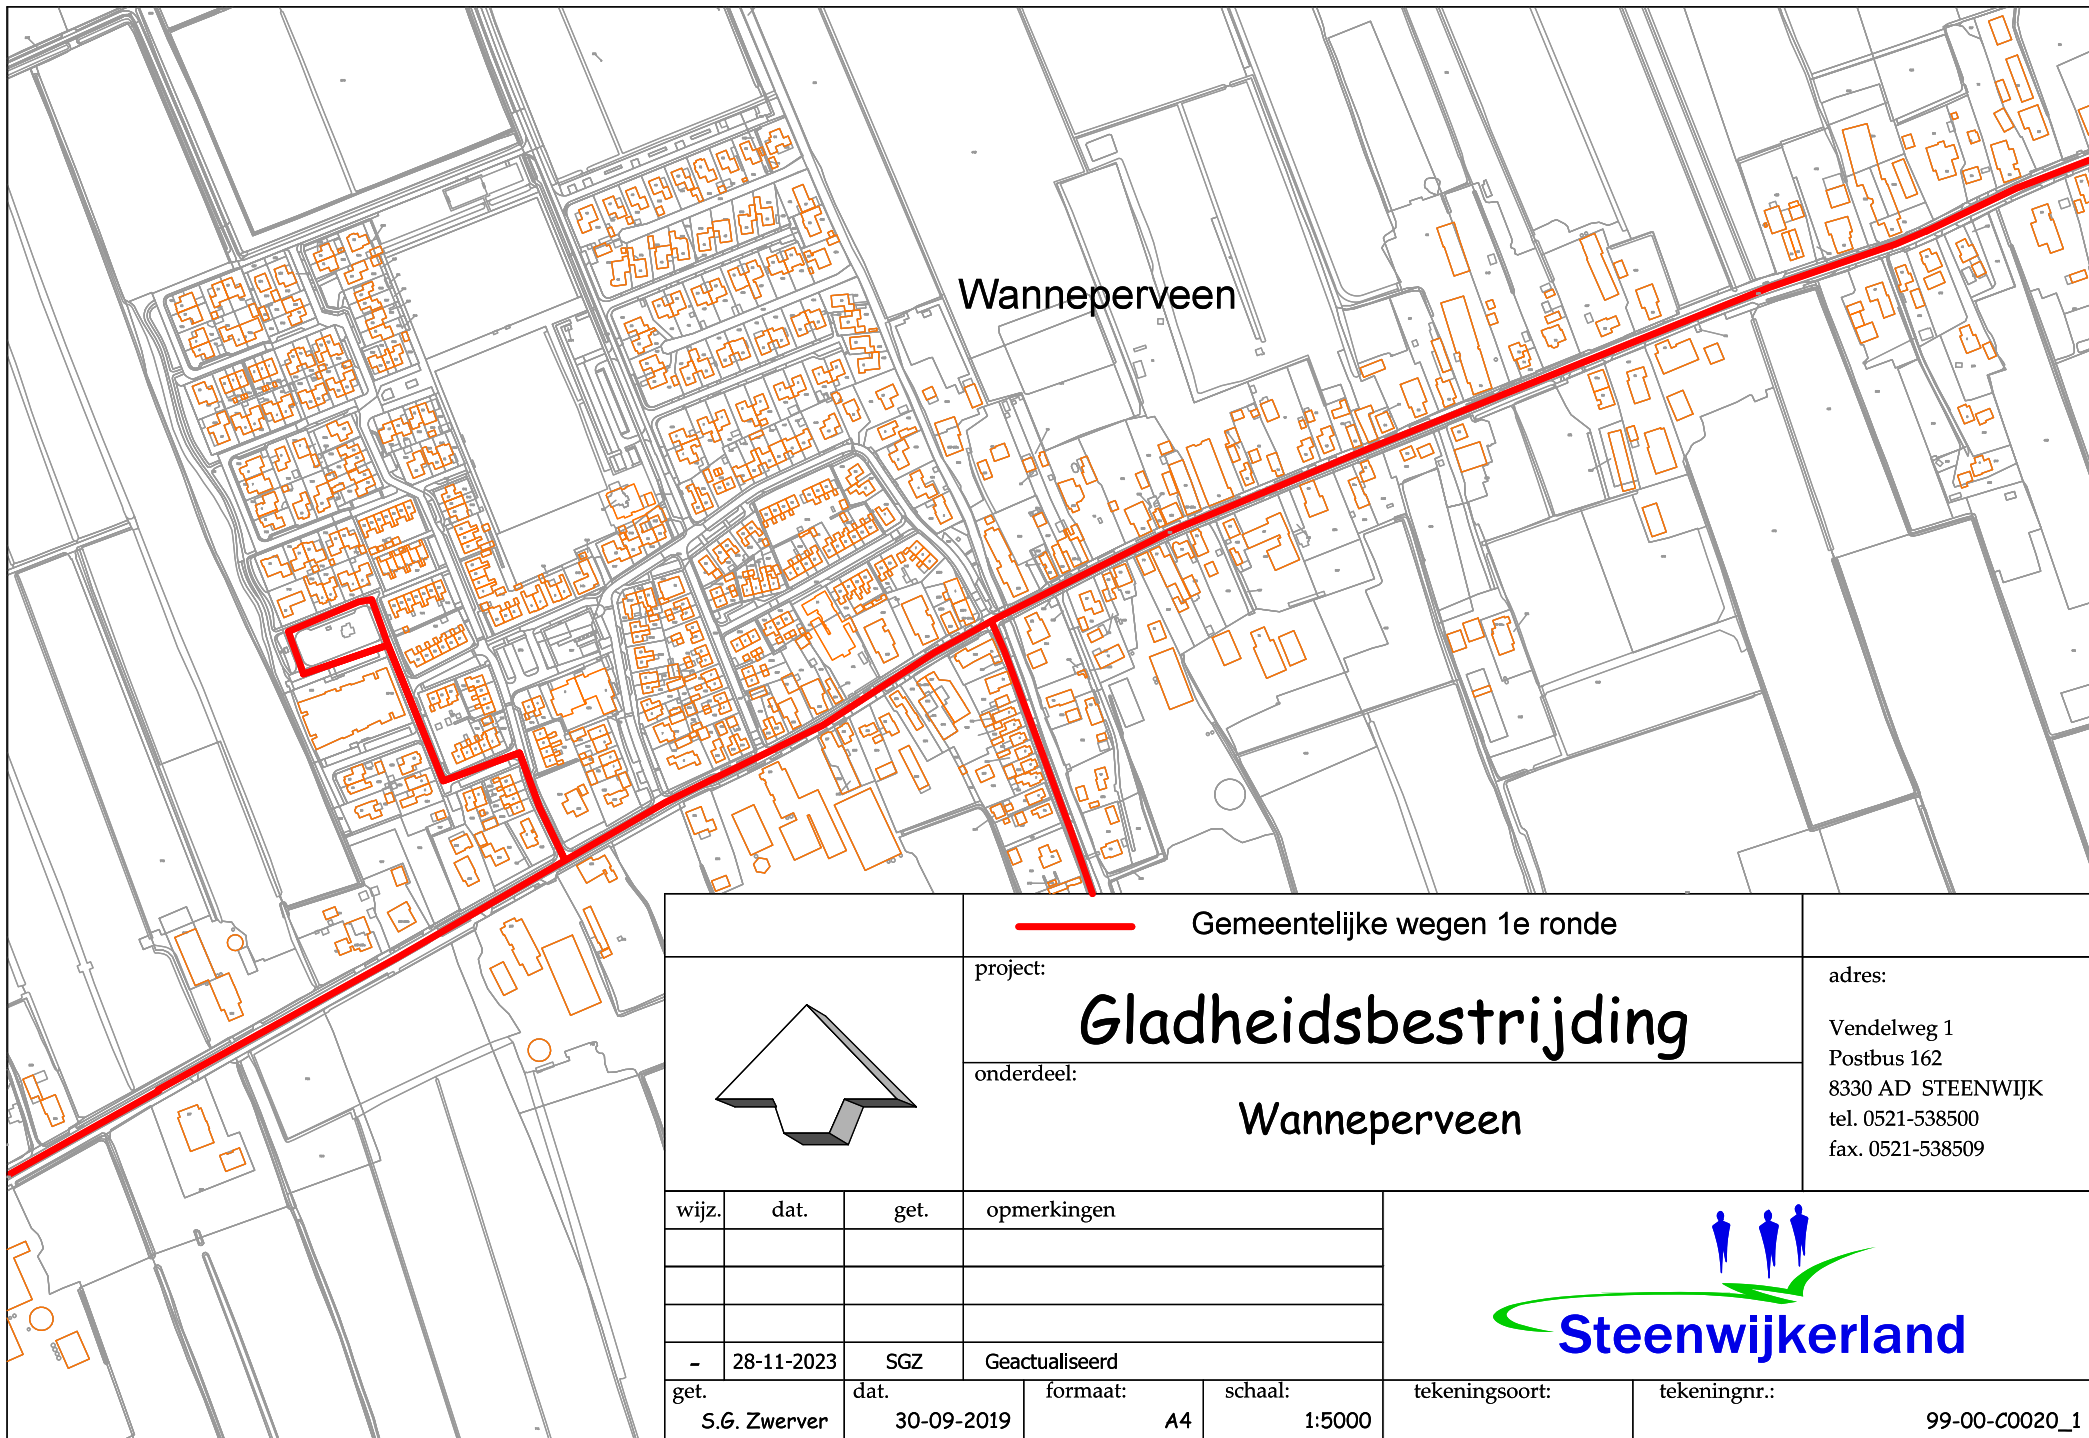 Wanneperveen
Gemeentelijke wegen 1e ronde
project:
Gladheidsbestrijding
onderdeel:
Wanneperveen
adres:
Vendelweg 1
Postbus 162
8330 AD STEENWIJK
tel. 0521-538500
fax. 0521-538509
wijz. dat. get. opmerkingen
- 28-11-2023 SGZ Geactualiseerd
Steenwijkerland
get. dat. formaat: schaal: tekeningsoort: tekeningnr.:
S.G. Zwerver 30-09-2019 A4 1:5000 99-00-C0020_1